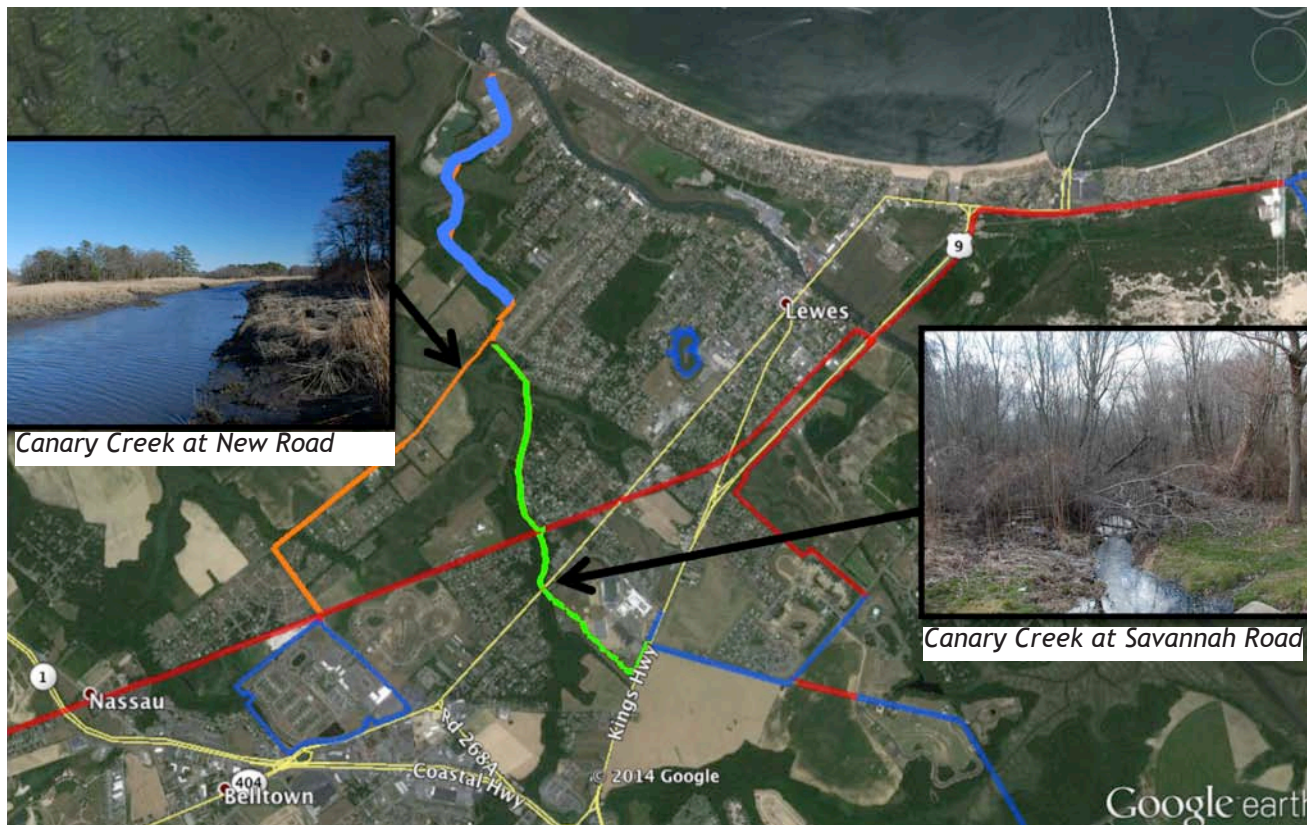 9
Lewes
Canary Creek at New Road
Canary Creek at Savannah Road
1
Nassau
Kings Hwy
Rd 268A
404
Belltown
Coastal Hwy
© 2014 Google
Google earth